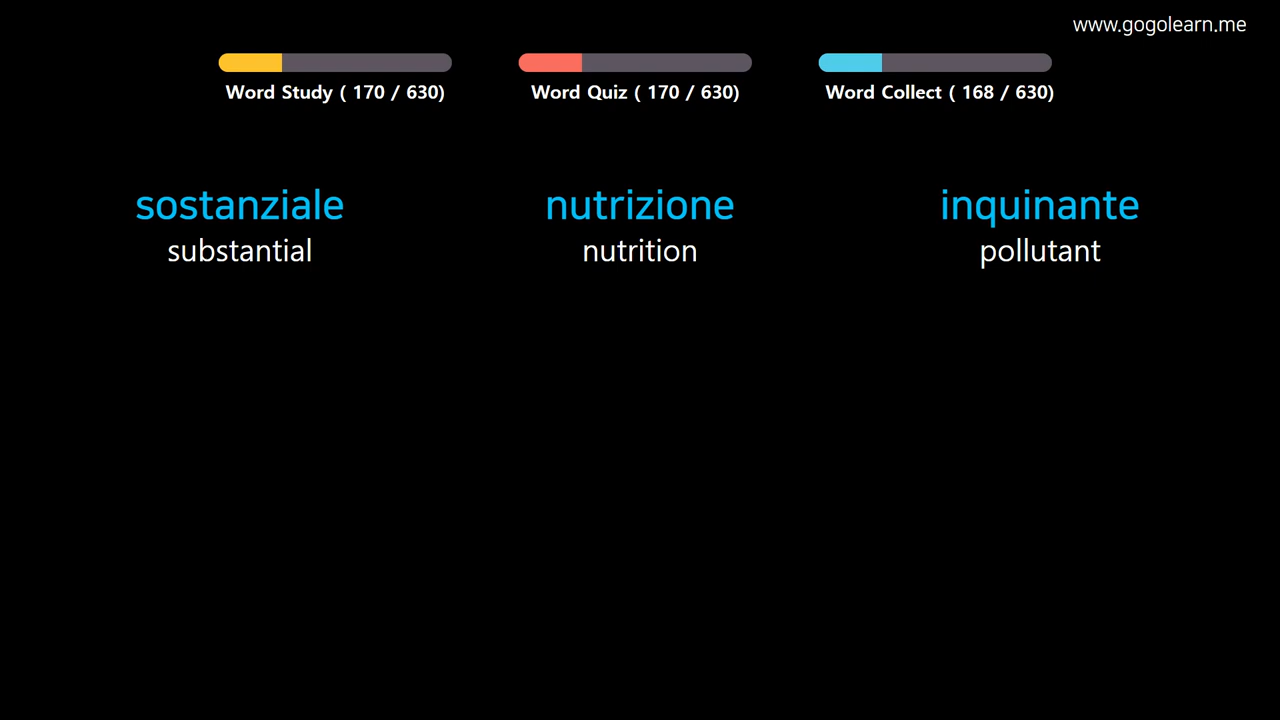 www.gogolearn.me
Word Study ( 170 / 630)
Word Quiz ( 170 / 630)
Word Collect ( 168 / 630)
sostanziale
substantial
nutrizione
nutrition
inquinante
pollutant